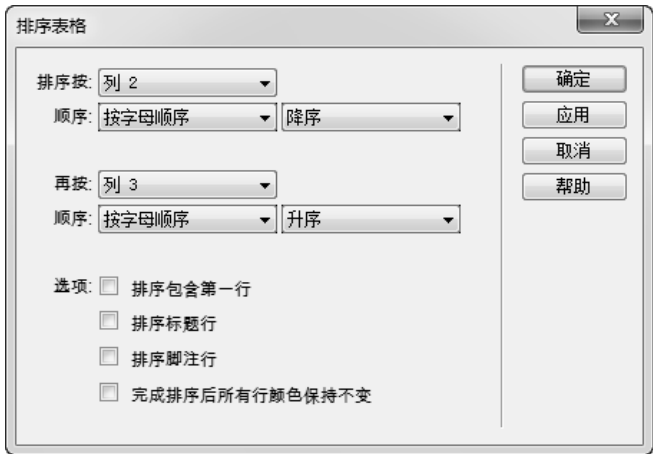 排序表格
排序按: 列 2
顺序: 按字母顺序 降序
再按: 列 3
顺序: 按字母顺序 升序
选项: 排序包含第一行
排序标题行
排序脚注行
完成排序后所有行颜色保持不变
确定
应用
取消
帮助